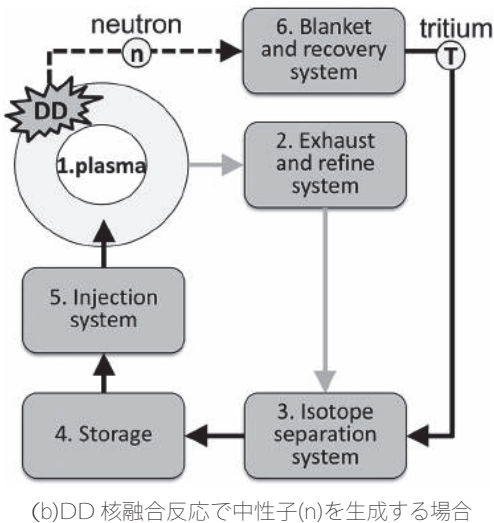 neutron
n
6. Blanket
and recovery
system
tritium
T
DD
1.plasma
2. Exhaust
and refine
system
5. Injection
system
4. Storage
3. Isotope
separation
system
(b)DD 核融合反応で中性子(n)を生成する場合